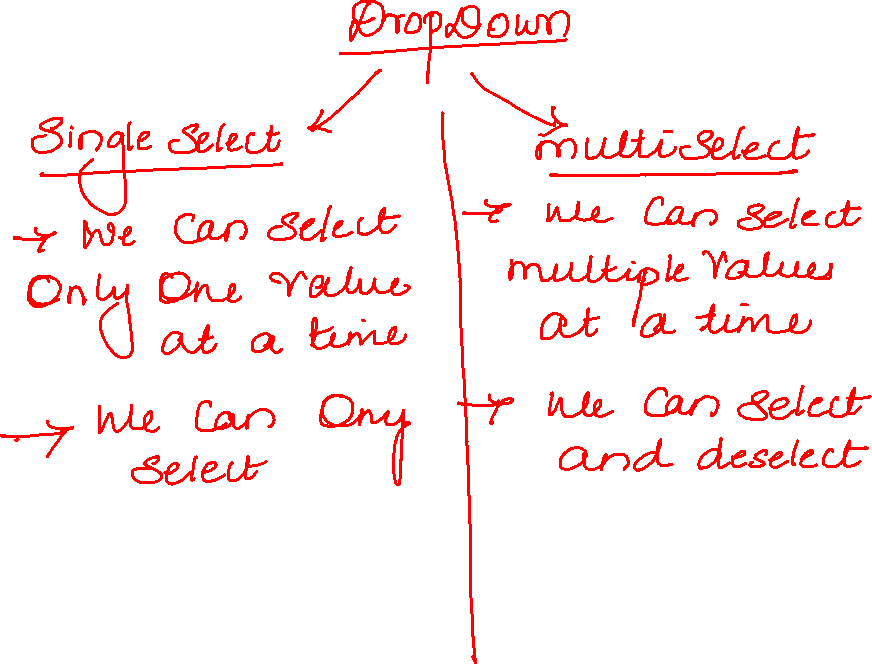 DropDown
Single Select
→ We Can Select
Only One Value
at a time
→ We Can Ony
Select
multiSelect
→ We Can Select
multiple Values
at a time
→ We Can Select
and deselect